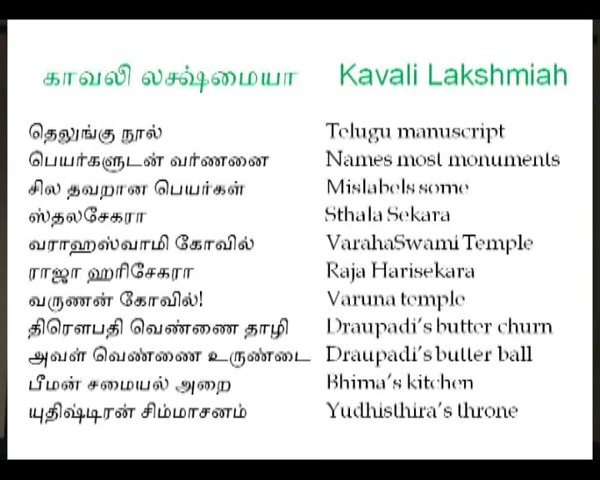 காவலி லக்ஷ்மையா Kavali Lakshmiah
தெலுங்கு நூல் Telugu manuscript
பெயர்களுடன் வர்ணனை Names most monuments
சில தவறான பெயர்கள் Mislabels some
ஸ்தலசேகரா Sthala Sekara
வராஹஸ்வாமி கோவில் VarahaSwami Temple
ராஜா ஹரிசேகரா Raja Harisekara
வருணன் கோவில்! Varuna temple
திரௌபதி வெண்ணை தாழி Draupadi's butter churn
அவள் வெண்ணை உருண்டை Draupadi's butter ball
பீமன் சமையல் அறை Bhima's kitchen
யுதிஷ்டிரன் சிம்மாசனம் Yudhisthira's throne